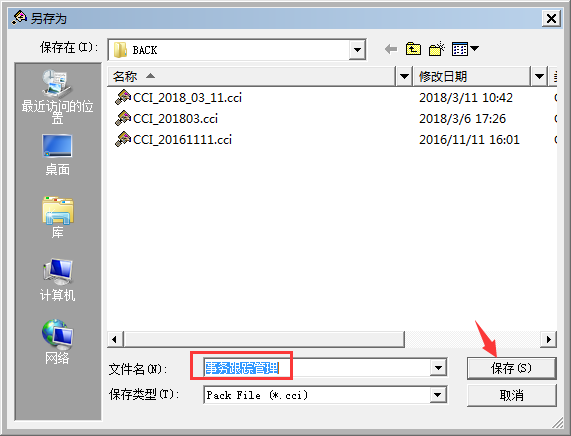 另存为
保存在(I):
BACK
名称
修改日期
CCI_2018_03_11.cci
2018/3/11 10:42
CCI_201803.cci
2018/3/6 17:26
CCI_20161111.cci
2016/11/11 16:01
最近访问的位
置
桌面
库
计算机
网络
文件名(N):
事务跟踪管理
保存(S)
保存类型(T):
Pack File (*.cci)
取消